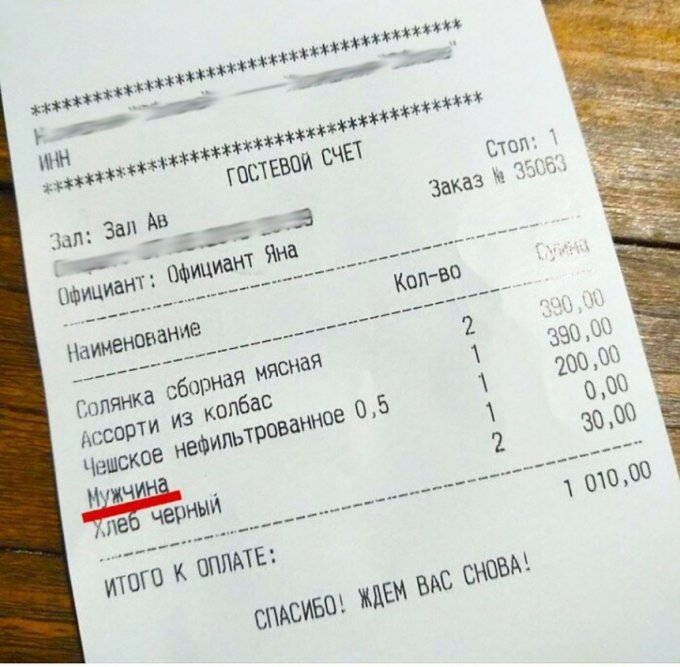 ******************************************
ИНН
******************************************
ГОСТЕВОЙ СЧЕТ
Стол: 1
Зал: Зал Ав
Заказ № 35063
Официант: Официант Яна
Наименование Кол-во Сумма
Солянка сборная мясная 2 390,00
Ассорти из колбас 1 390,00
Чешское нефильтрованное 0,5 1 200,00
Мужчина 1 0,00
Хлеб черный 2 30,00
ИТОГО К ОПЛАТЕ: 1 010,00
СПАСИБО! ЖДЕМ ВАС СНОВА!